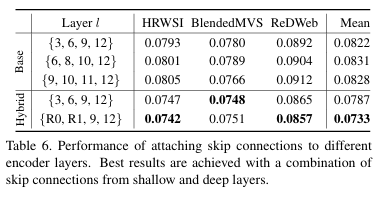 Layer l HRWSI BlendedMVS ReDWeb Mean
Base
{3, 6, 9, 12} 0.0793 0.0780 0.0892 0.0822
{6, 8, 10, 12} 0.0801 0.0789 0.0904 0.0831
{9, 10, 11, 12} 0.0805 0.0766 0.0912 0.0828
Hybrid
{3, 6, 9, 12} 0.0747 0.0748 0.0865 0.0787
{R0, R1, 9, 12} 0.0742 0.0751 0.0857 0.0733
Table 6. Performance of attaching skip connections to different
encoder layers. Best results are achieved with a combination of
skip connections from shallow and deep layers.